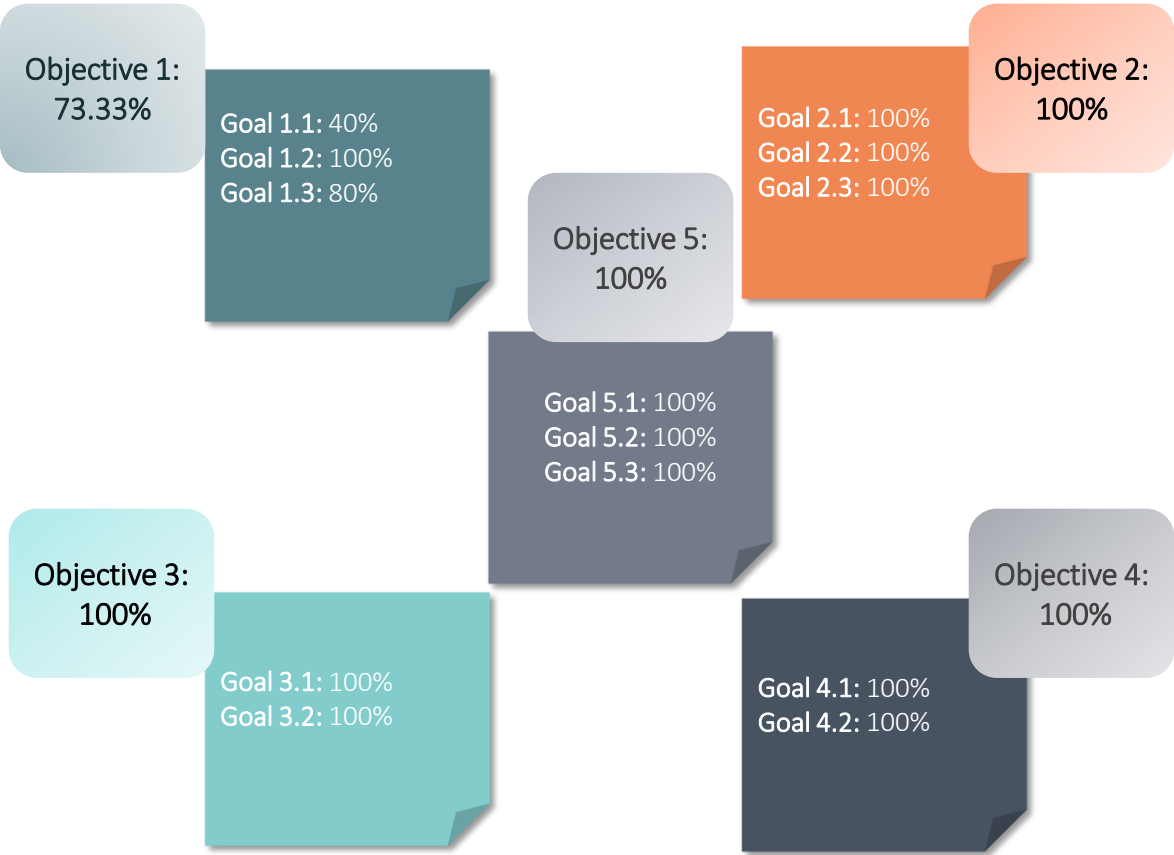 Objective 1:
73.33%
Goal 1.1: 40%
Goal 1.2: 100%
Goal 1.3: 80%
Objective 2:
100%
Goal 2.1: 100%
Goal 2.2: 100%
Goal 2.3: 100%
Objective 5:
100%
Goal 5.1: 100%
Goal 5.2: 100%
Goal 5.3: 100%
Objective 3:
100%
Goal 3.1: 100%
Goal 3.2: 100%
Objective 4:
100%
Goal 4.1: 100%
Goal 4.2: 100%